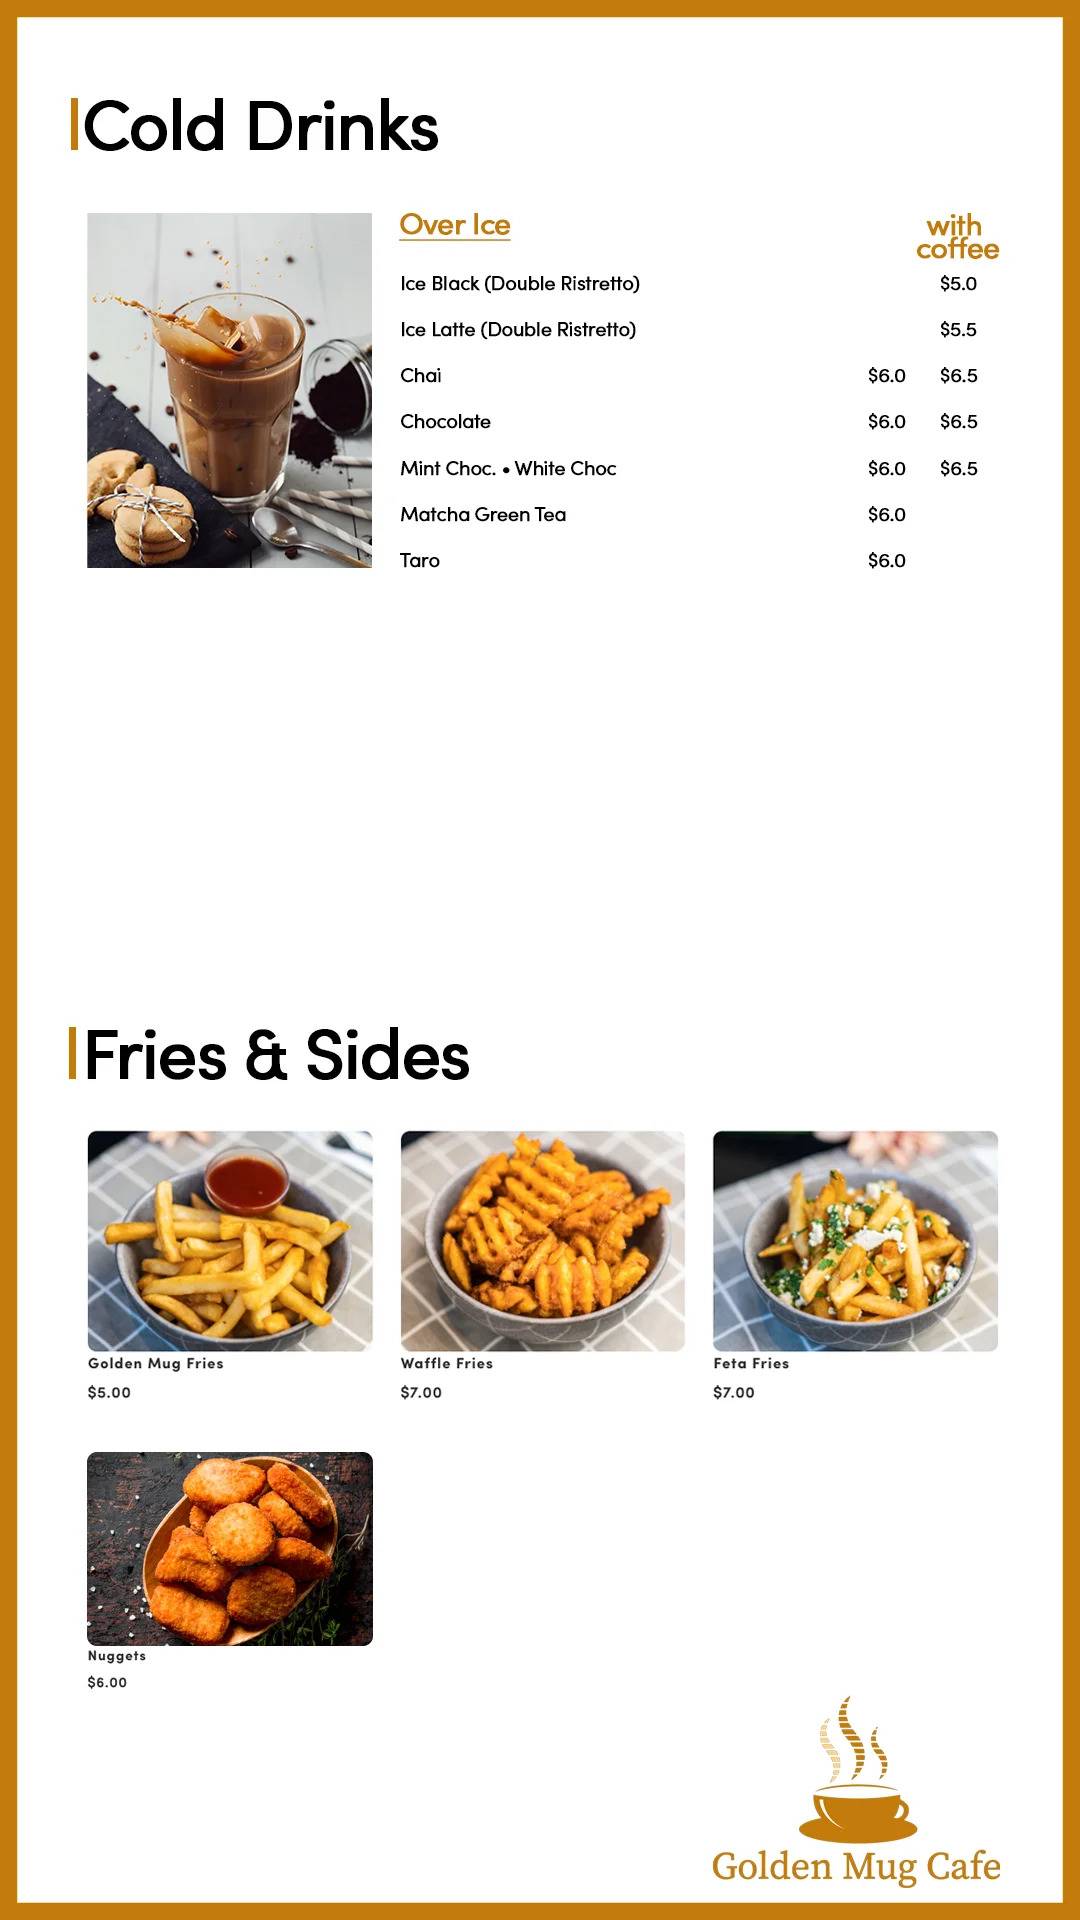 Cold Drinks
Over Ice
with
coffee
Ice Black (Double Ristretto) $5.0
Ice Latte (Double Ristretto) $5.5
Chai $6.0 $6.5
Chocolate $6.0 $6.5
Mint Choc. • White Choc $6.0 $6.5
Matcha Green Tea $6.0
Taro $6.0
Fries & Sides
Golden Mug Fries
$5.00
Waffle Fries
$7.00
Feta Fries
$7.00
Nuggets
$6.00
Golden Mug Cafe